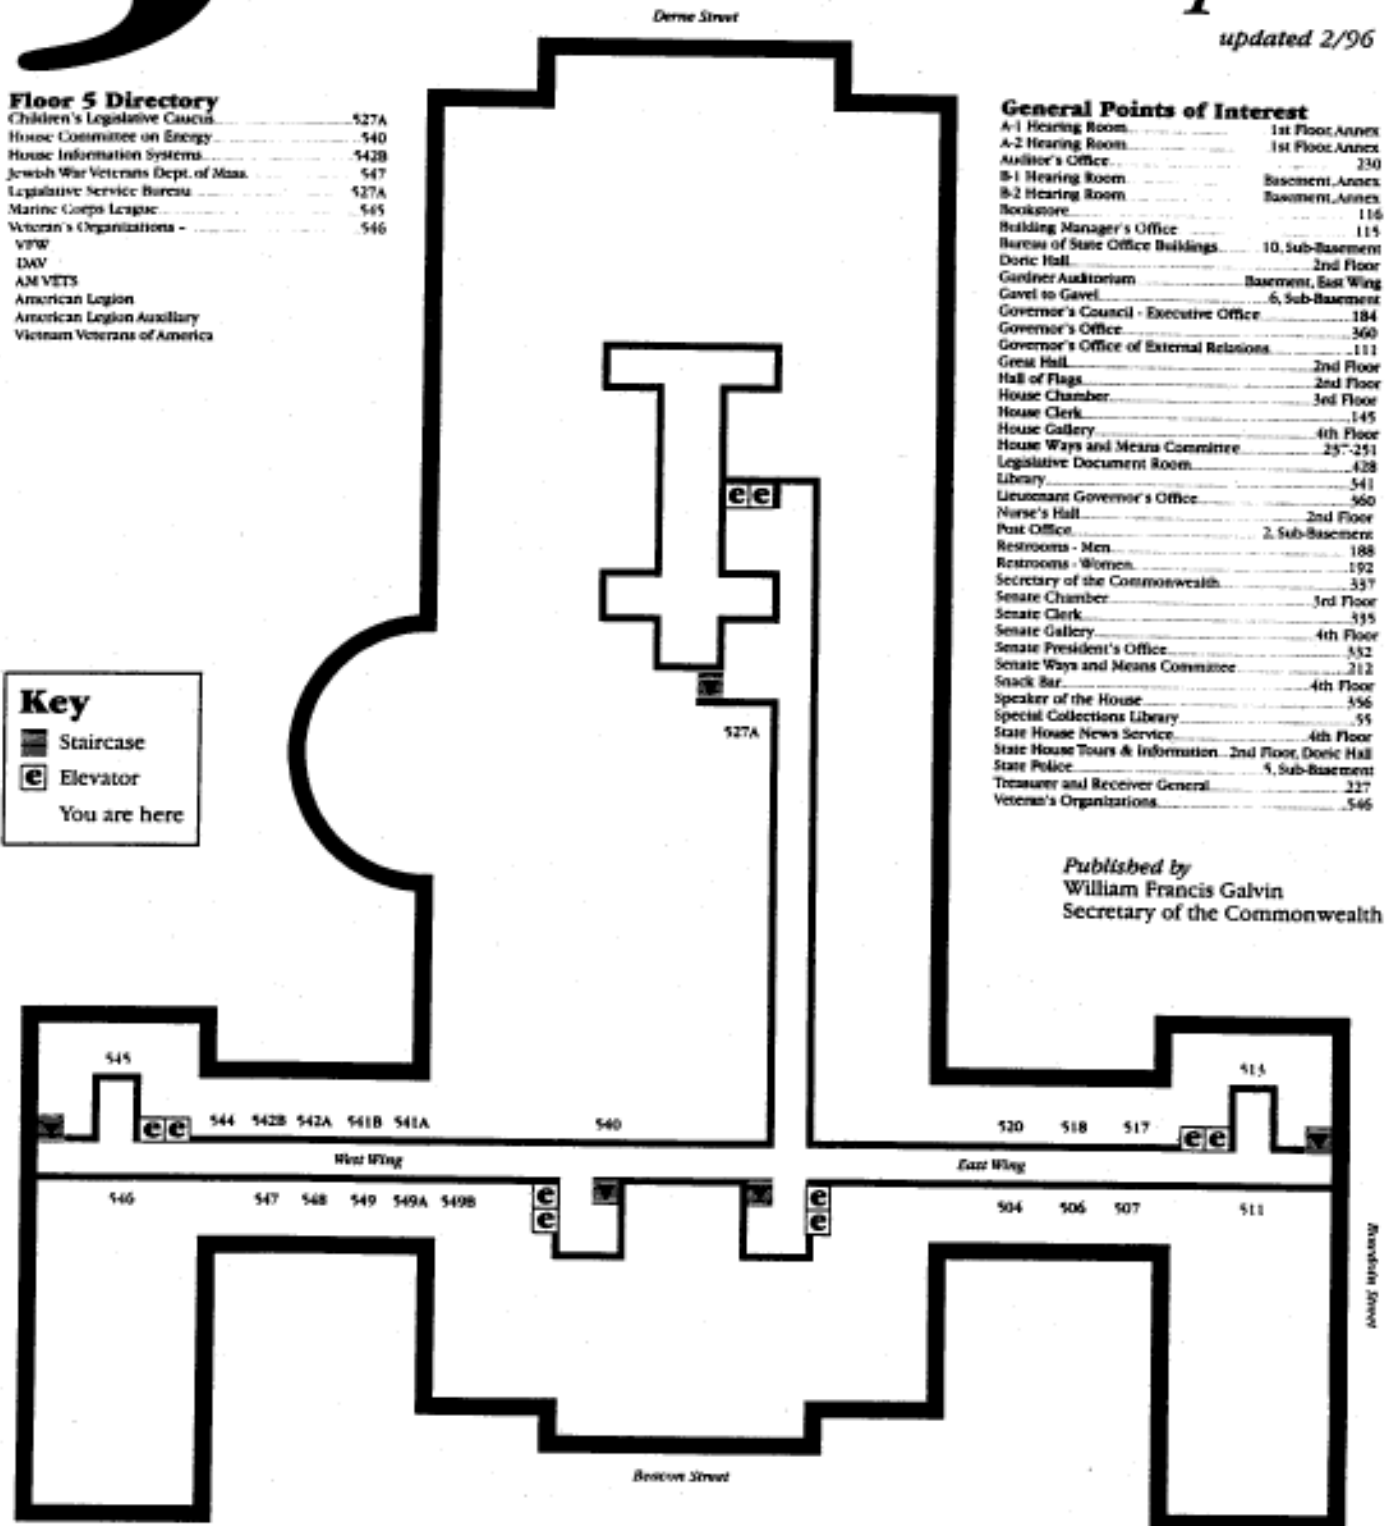 Derne Street
updated 2/96
Floor 5 Directory
Children's Legislative Caucus 527A
House Committee on Energy 540
House Information Systems 542B
Jewish War Veterans Dept. of Mass. 547
Legislative Service Bureau 527A
Marine Corps League 545
Veteran's Organizations - 546
VFW
DAV
AM VETS
American Legion
American Legion Auxiliary
Vietnam Veterans of America
General Points of Interest
A-1 Hearing Room 1st Floor, Annex
A-2 Hearing Room 1st Floor, Annex
Auditor's Office 230
B-1 Hearing Room Basement, Annex
B-2 Hearing Room Basement, Annex
Bookstore 116
Building Manager's Office 115
Bureau of State Office Buildings 10, Sub-Basement
Doric Hall 2nd Floor
Gardner Auditorium Basement, East Wing
Gavel to Gavel 6, Sub-Basement
Governor's Council - Executive Office 184
Governor's Office 360
Governor's Office of External Relations 111
Great Hall 2nd Floor
Hall of Flags 2nd Floor
House Chamber 3rd Floor
House Clerk 145
House Gallery 4th Floor
House Ways and Means Committee
Legislative Document Room 428
Library 341
Lieutenant Governor's Office 360
Nurse's Hall 2nd Floor
Post Office 2, Sub-Basement
Restrooms - Men 188
Restrooms - Women 192
Secretary of the Commonwealth 337
Senate Chamber 3rd Floor
Senate Clerk 335
Senate Gallery 4th Floor
Senate President's Office 332
Senate Ways and Means Committee 212
Snack Bar 4th Floor
Speaker of the House 356
Special Collections Library 55
State House News Service 4th Floor
State House Tours & Information 2nd Floor, Doric Hall
State Police 5, Sub-Basement
Treasurer and Receiver General 227
Veteran's Organizations 546
Published by
William Francis Galvin
Secretary of the Commonwealth
Key
Staircase
e Elevator
You are here
e e
527A
545
513
e e 544 542B 542A 541B 541A 540 520 518 517 e e
West Wing East Wing
546 547 548 549 549A 549B e e e e 504 506 507 511
Bowdoin Street
Beacon Street